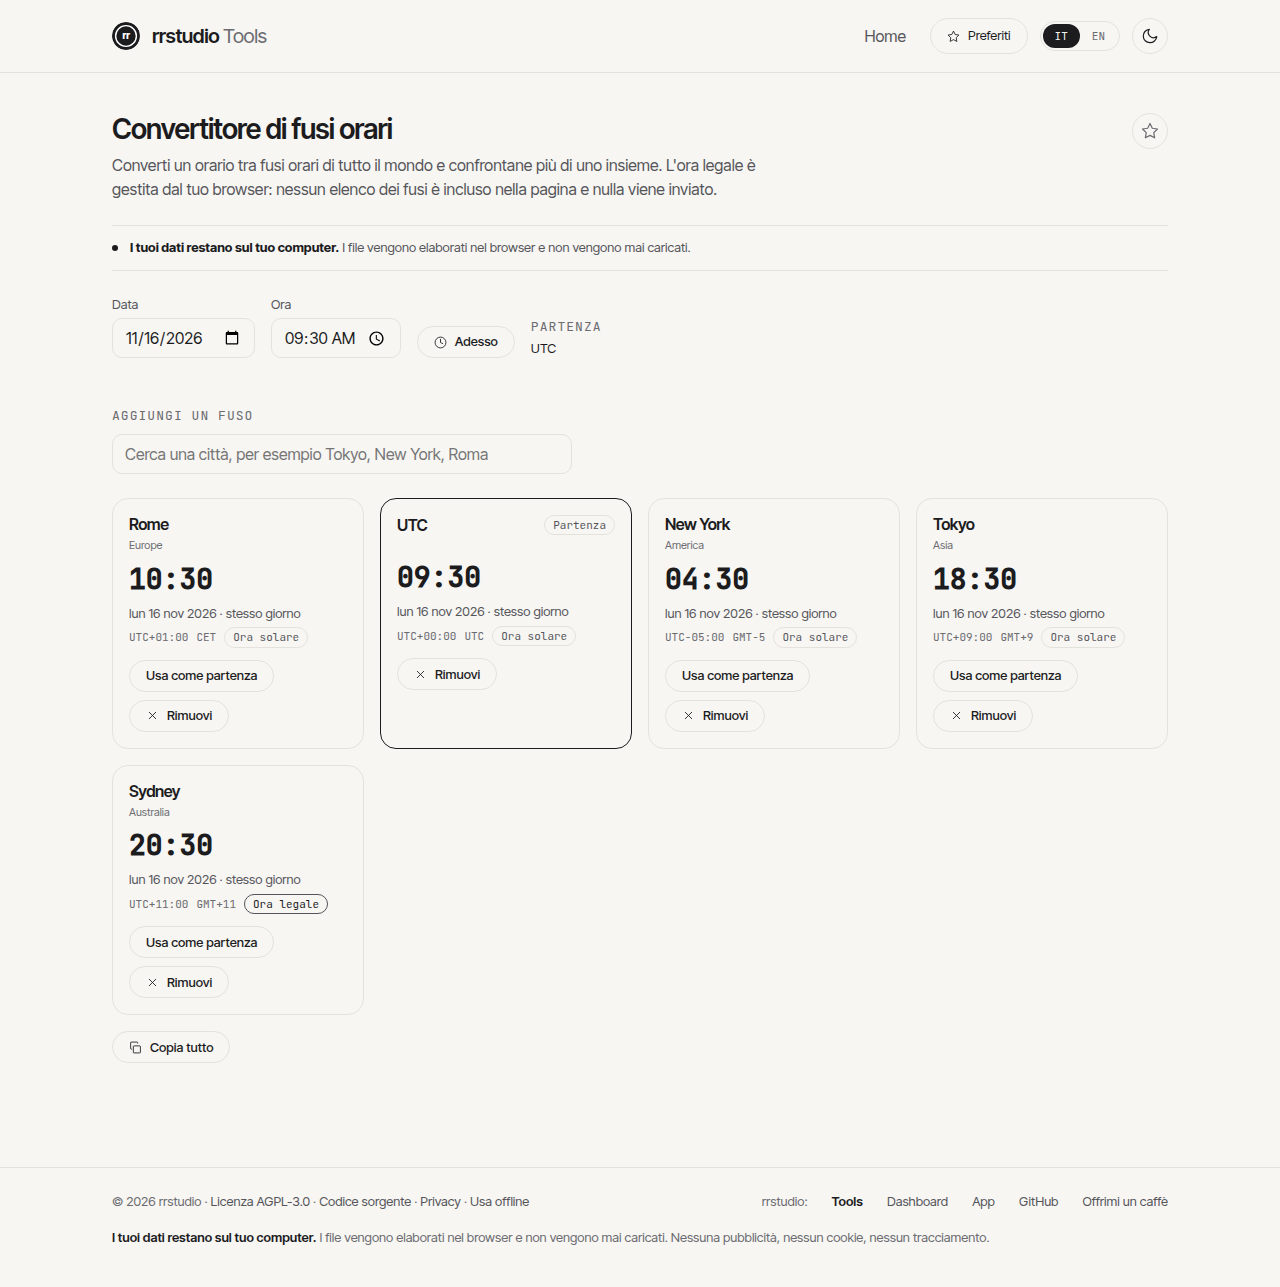 rr rrstudio Tools
Home
Preferiti
IT EN
Convertitore di fusi orari
Converti un orario tra fusi orari di tutto il mondo e confrontane più di uno insieme. L'ora legale è
gestita dal tuo browser: nessun elenco dei fusi è incluso nella pagina e nulla viene inviato.
I tuoi dati restano sul tuo computer. I file vengono elaborati nel browser e non vengono mai caricati.
Data
11/16/2026
Ora
09:30 AM
Adesso
PARTENZA
UTC
AGGIUNGI UN FUSO
Cerca una città, per esempio Tokyo, New York, Roma
Rome
Europe
10:30
lun 16 nov 2026 · stesso giorno
UTC+01:00 CET Ora solare
Usa come partenza
Rimuovi
UTC
Partenza
09:30
lun 16 nov 2026 · stesso giorno
UTC+00:00 UTC Ora solare
Rimuovi
New York
America
04:30
lun 16 nov 2026 · stesso giorno
UTC-05:00 GMT-5 Ora solare
Usa come partenza
Rimuovi
Tokyo
Asia
18:30
lun 16 nov 2026 · stesso giorno
UTC+09:00 GMT+9 Ora solare
Usa come partenza
Rimuovi
Sydney
Australia
20:30
lun 16 nov 2026 · stesso giorno
UTC+11:00 GMT+11 Ora legale
Usa come partenza
Rimuovi
Copia tutto
© 2026 rrstudio · Licenza AGPL-3.0 · Codice sorgente · Privacy · Usa offline
rrstudio: Tools Dashboard App GitHub Offrimi un caffè
I tuoi dati restano sul tuo computer. I file vengono elaborati nel browser e non vengono mai caricati. Nessuna pubblicità, nessun cookie, nessun tracciamento.